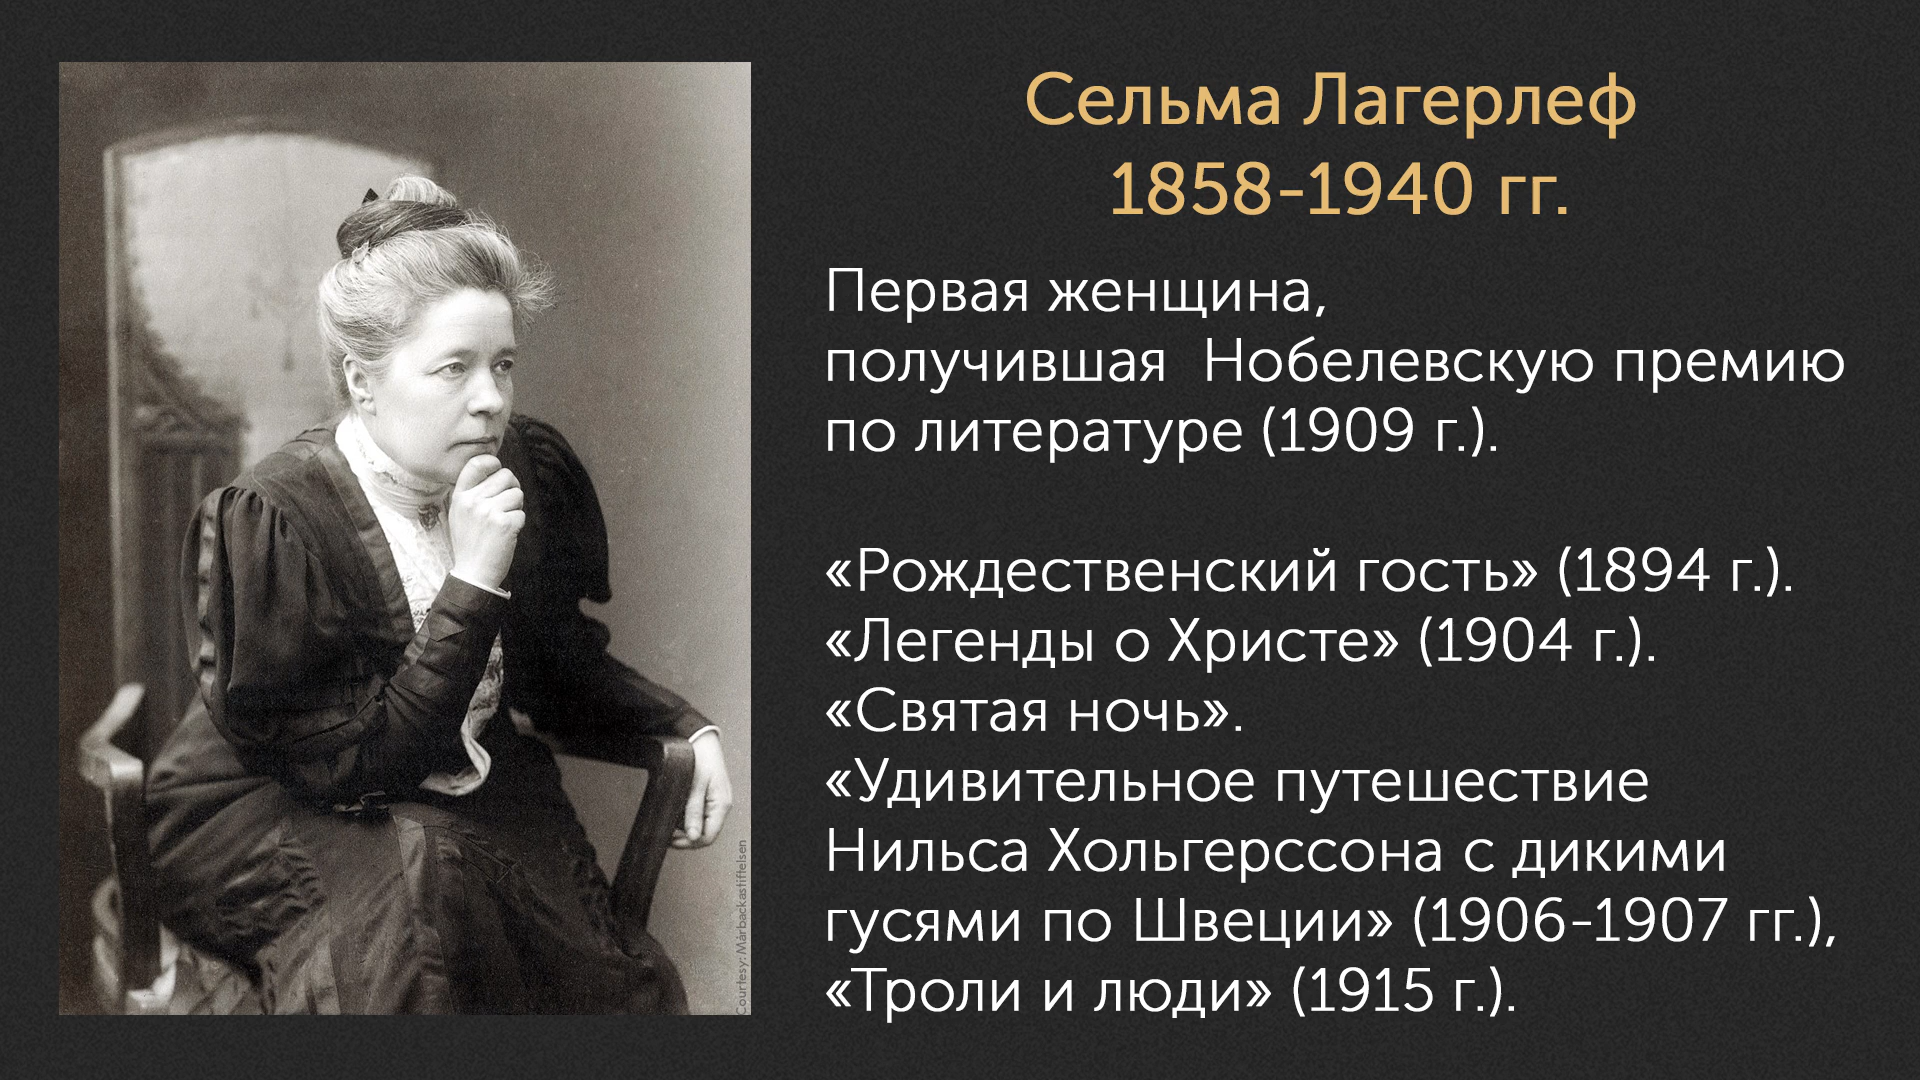 Сельма Лагерлеф
1858-1940 гг.
Первая женщина,
получившая  Нобелевскую премию
по литературе (1909 г.).
«Рождественский гость» (1894 г.).
«Легенды о Христе» (1904 г.).
«Святая ночь».
«Удивительное путешествие
Нильса Хольгерссона с дикими
гусями по Швеции» (1906-1907 гг.),
«Троли и люди» (1915 г.).
Courtesy: Mårbackastiftelsen